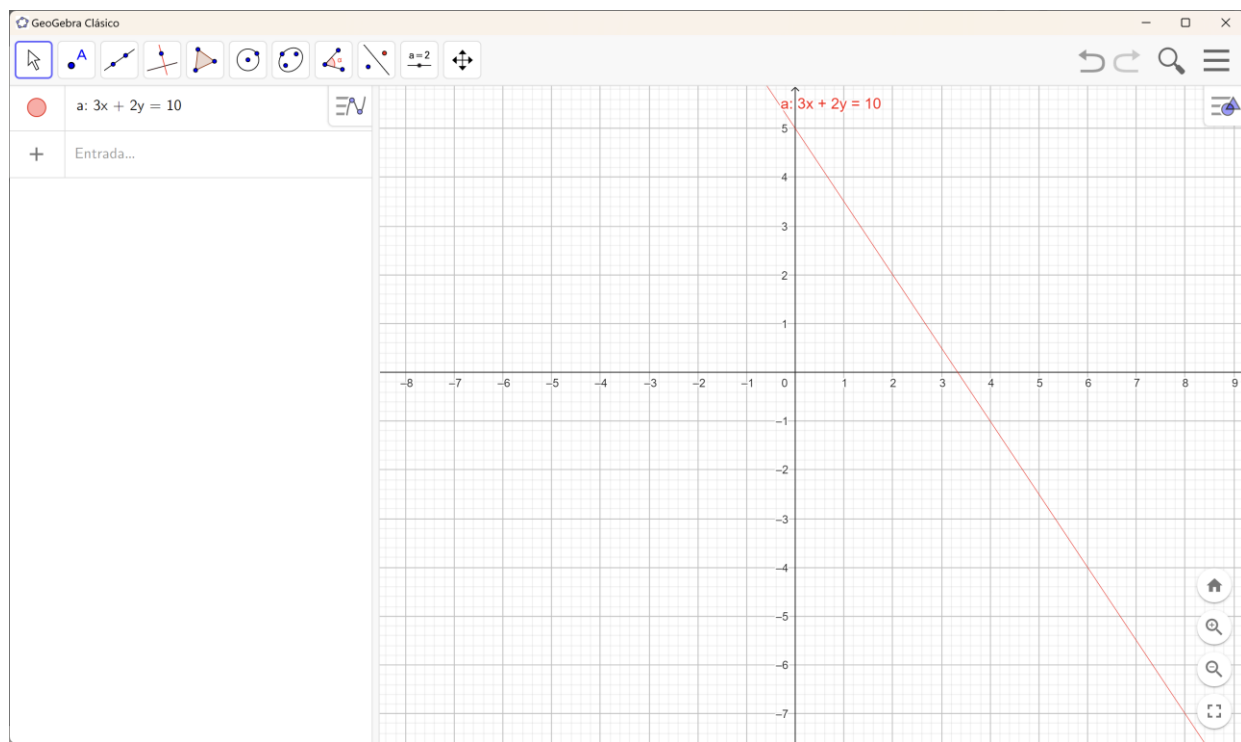 GeoGebra Clásico
A
α
a=2
a: 3x + 2y = 10
Entrada...
a: 3x + 2y = 10
5
4
3
2
1
–8 –7 –6 –5 –4 –3 –2 –1 0 1 2 3 4 5 6 7 8 9
–1
–2
–3
–4
–5
–6
–7